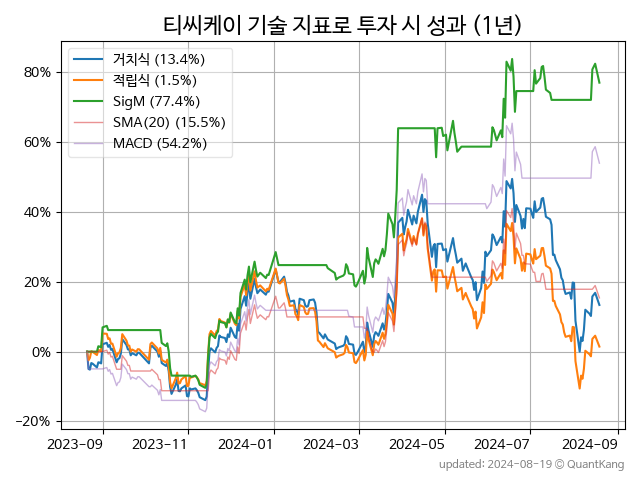 티씨케이 기술 지표로 투자 시 성과 (1년)
거치식 (13.4%)
적립식 (1.5%)
SigM (77.4%)
SMA(20) (15.5%)
MACD (54.2%)
80%
60%
40%
20%
0%
−20%
2023-09 2023-11 2024-01 2024-03 2024-05 2024-07 2024-09
updated: 2024-08-19 © QuantKang